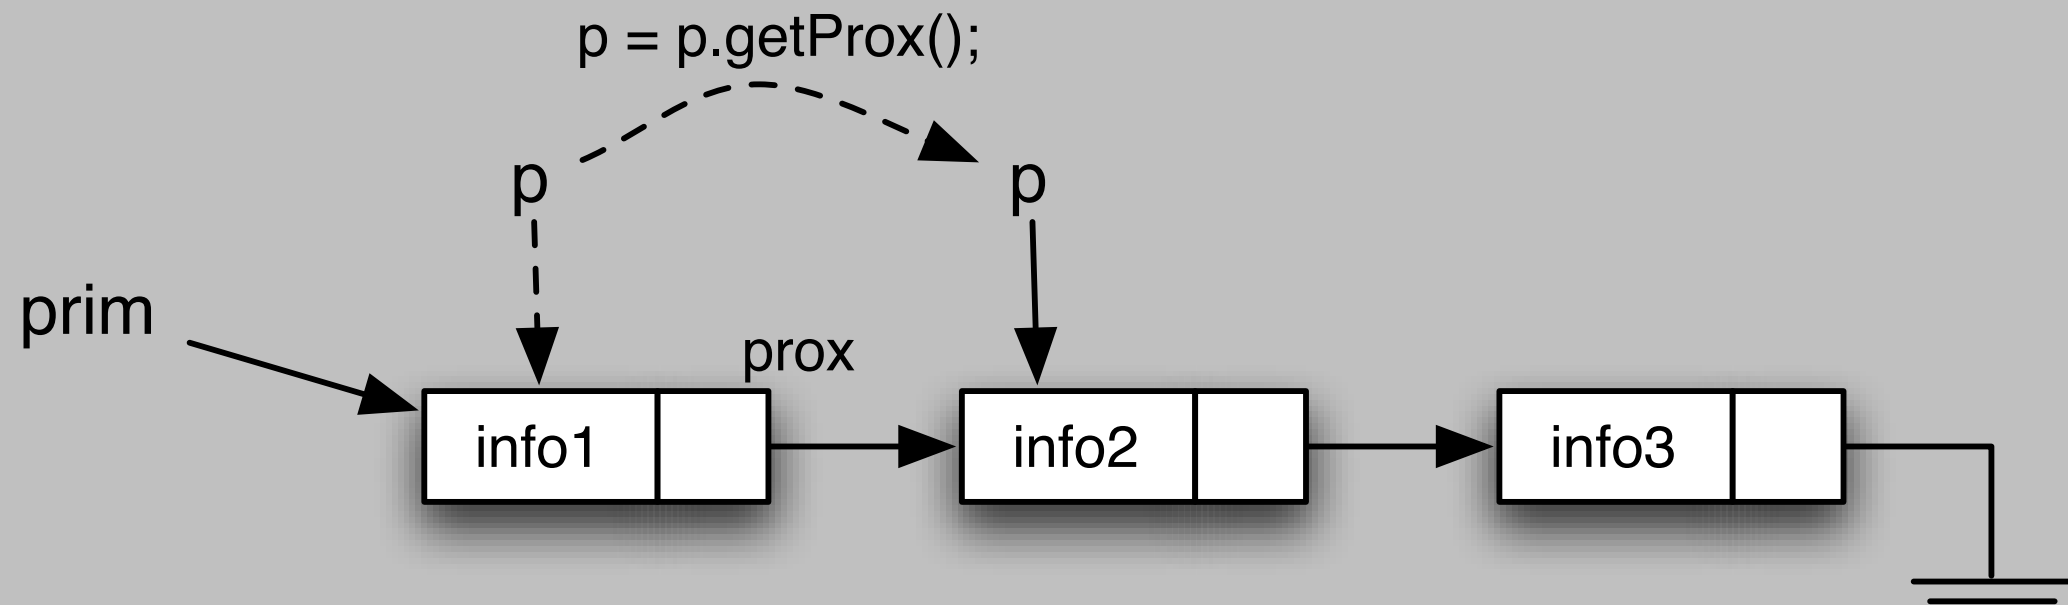 p = p.getProx();
p
p
prim
prox
info1
info2
info3